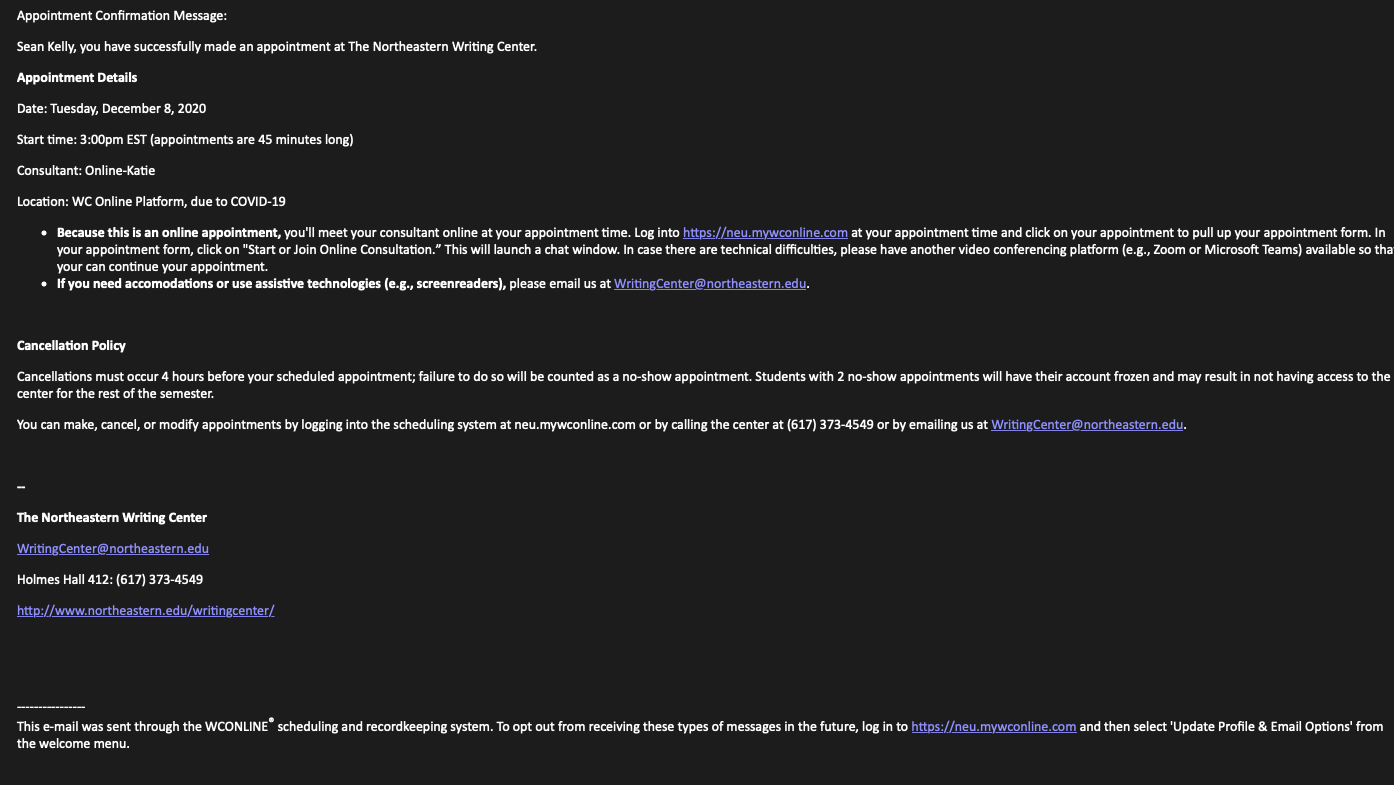 Appointment Confirmation Message:
Sean Kelly, you have successfully made an appointment at The Northeastern Writing Center.
Appointment Details
Date: Tuesday, December 8, 2020
Start time: 3:00pm EST (appointments are 45 minutes long)
Consultant: Online-Katie
Location: WC Online Platform, due to COVID-19
• Because this is an online appointment, you'll meet your consultant online at your appointment time. Log into https://neu.mywconline.com at your appointment time and click on your appointment to pull up your appointment form. In
your appointment form, click on "Start or Join Online Consultation.” This will launch a chat window. In case there are technical difficulties, please have another video conferencing platform (e.g., Zoom or Microsoft Teams) available so tha
your can continue your appointment.
• If you need accomodations or use assistive technologies (e.g., screenreaders), please email us at WritingCenter@northeastern.edu.
Cancellation Policy
Cancellations must occur 4 hours before your scheduled appointment; failure to do so will be counted as a no-show appointment. Students with 2 no-show appointments will have their account frozen and may result in not having access to the
center for the rest of the semester.
You can make, cancel, or modify appointments by logging into the scheduling system at neu.mywconline.com or by calling the center at (617) 373-4549 or by emailing us at WritingCenter@northeastern.edu.
--
The Northeastern Writing Center
WritingCenter@northeastern.edu
Holmes Hall 412: (617) 373-4549
http://www.northeastern.edu/writingcenter/
----------------
This e-mail was sent through the WCONLINE® scheduling and recordkeeping system. To opt out from receiving these types of messages in the future, log in to https://neu.mywconline.com and then select 'Update Profile & Email Options' from
the welcome menu.